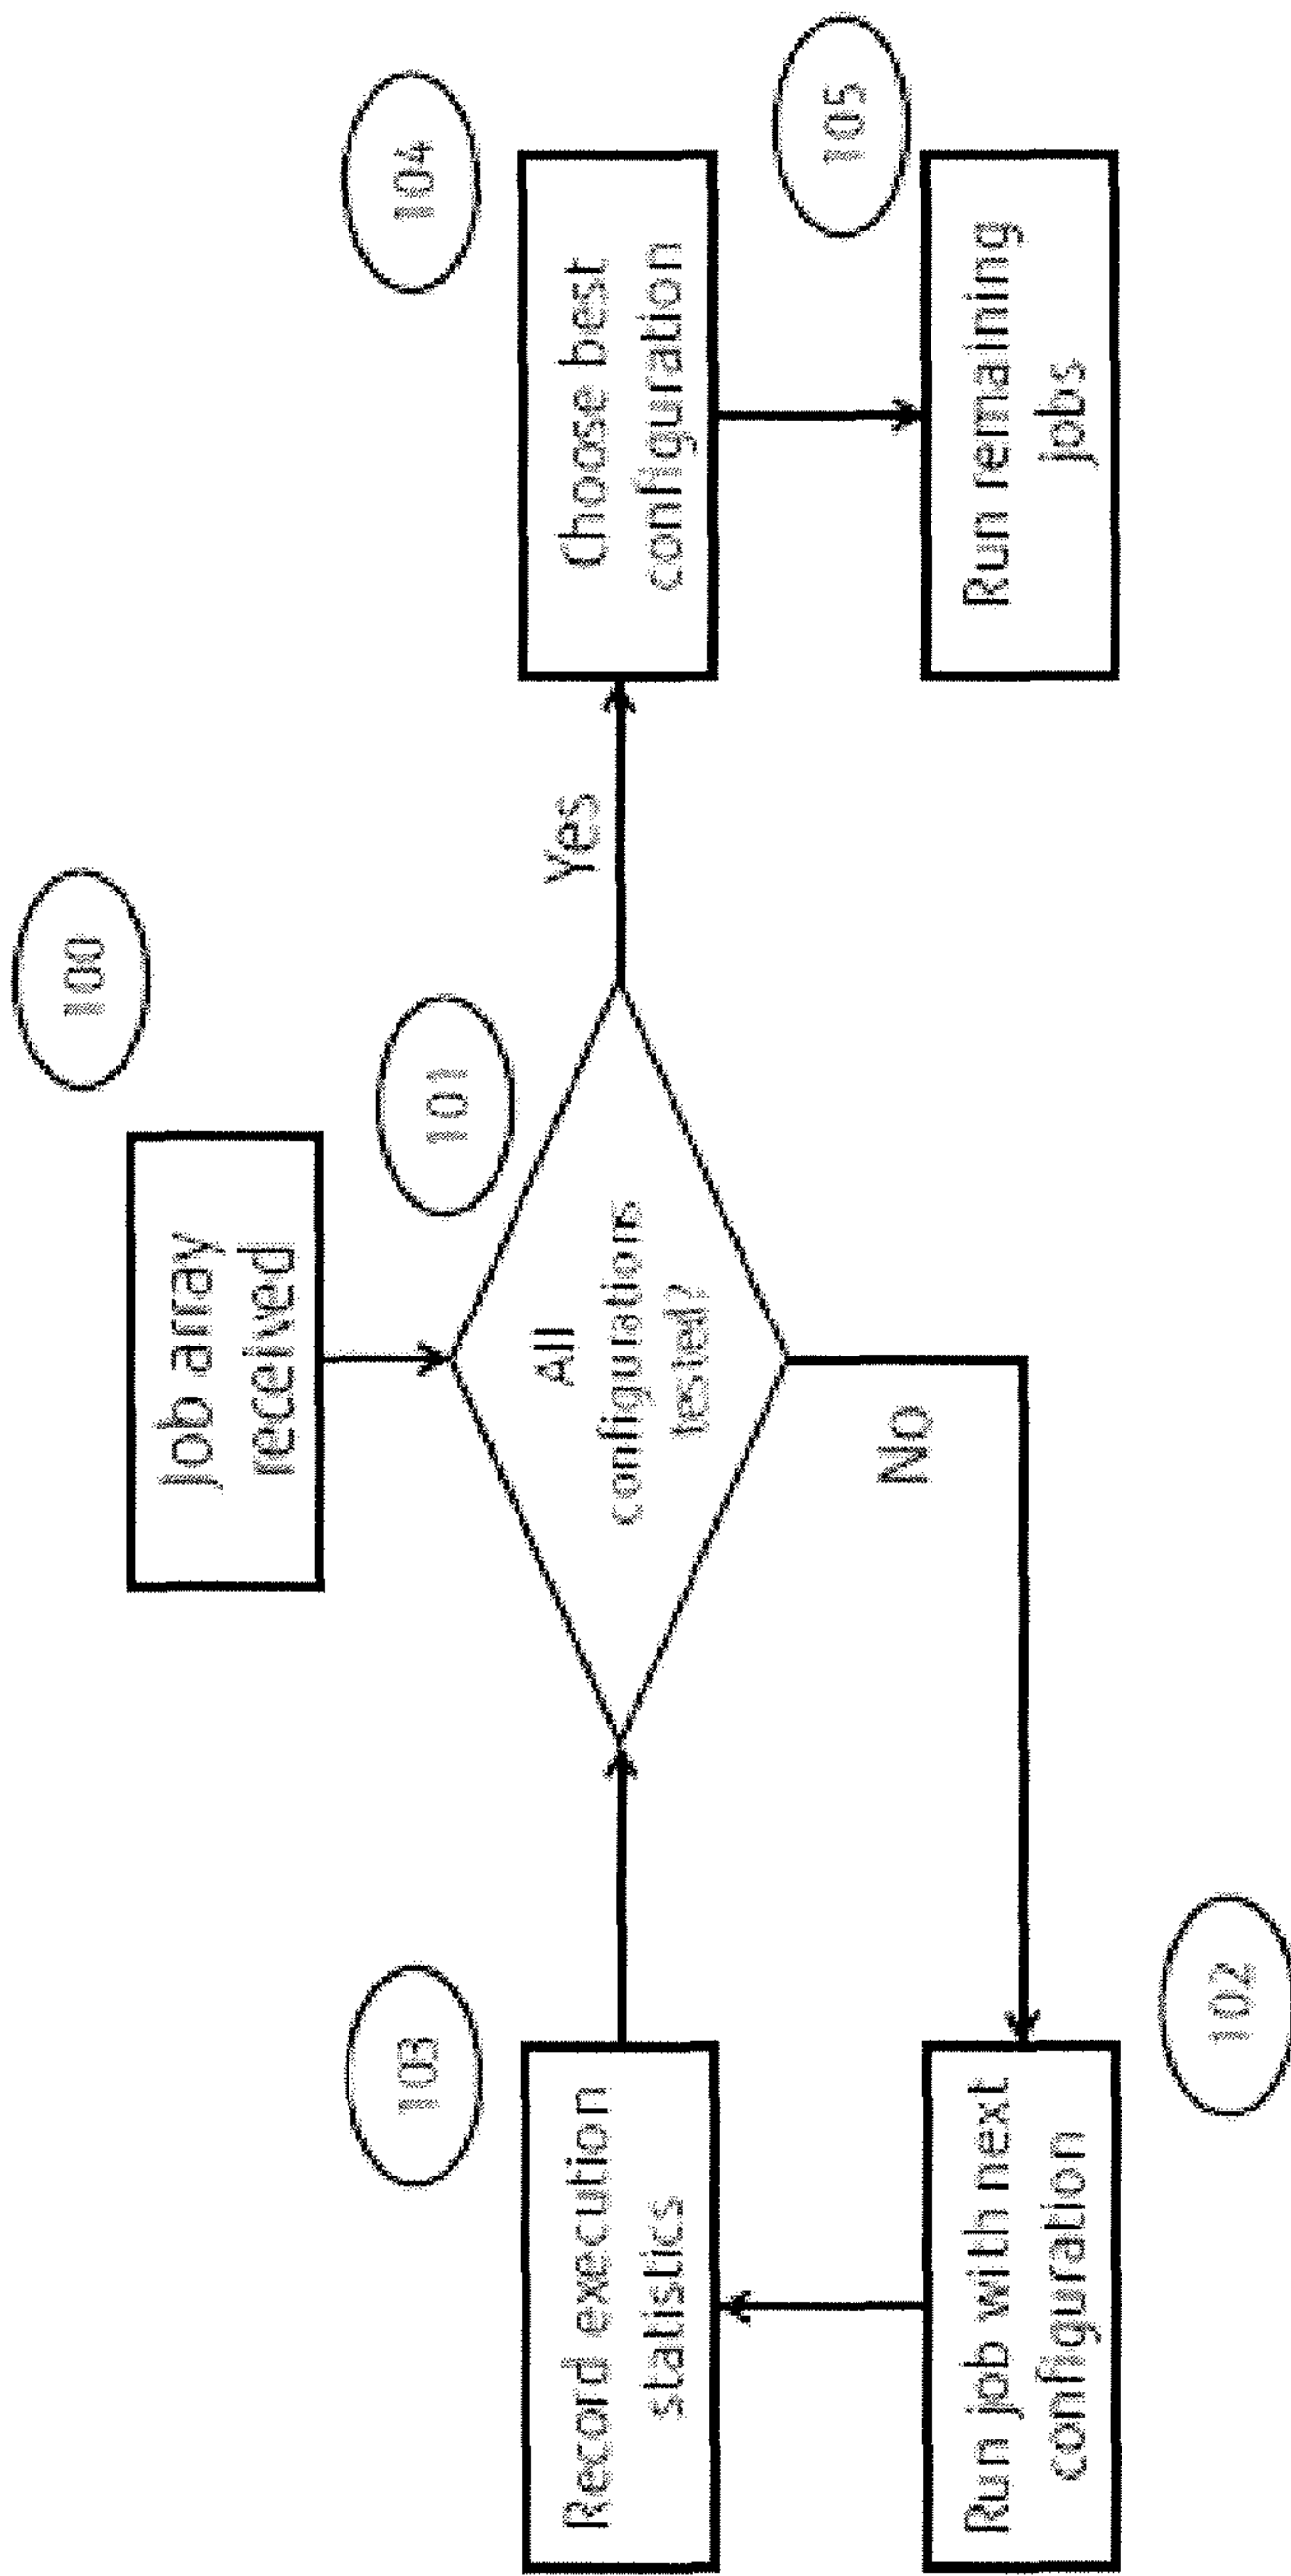 100
Job array
received
101
All
configurations
tested?
Yes
No
104
Choose best
configuration
105
Run remaining
jobs
103
Record execution
statistics
102
Run job with next
configuration